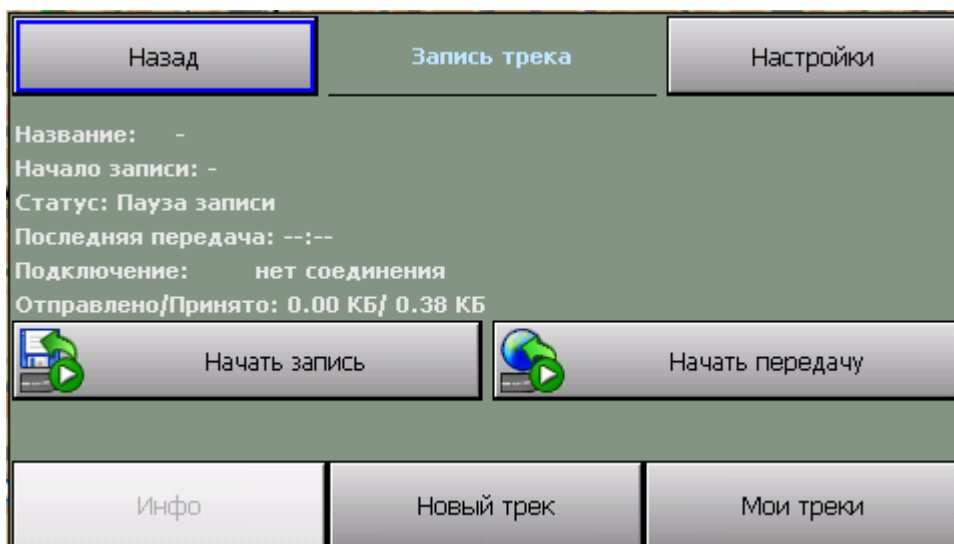 Назад Запись трека Настройки
Название: -
Начало записи: -
Статус: Пауза записи
Последняя передача: --:--
Подключение: нет соединения
Отправлено/Принято: 0.00 КБ/ 0.38 КБ
Начать запись Начать передачу
Инфо Новый трек Мои треки